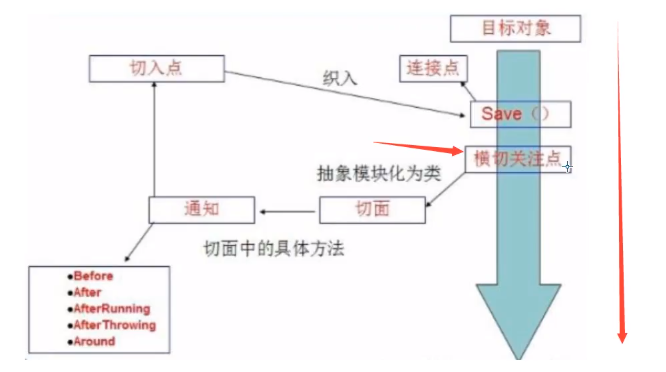 目标对象
切入点
织入
连接点
Save（）
横切关注点
抽象模块化为类
通知
切面
切面中的具体方法
●Before
●After
●AfterRunning
●AfterThrowing
●Around